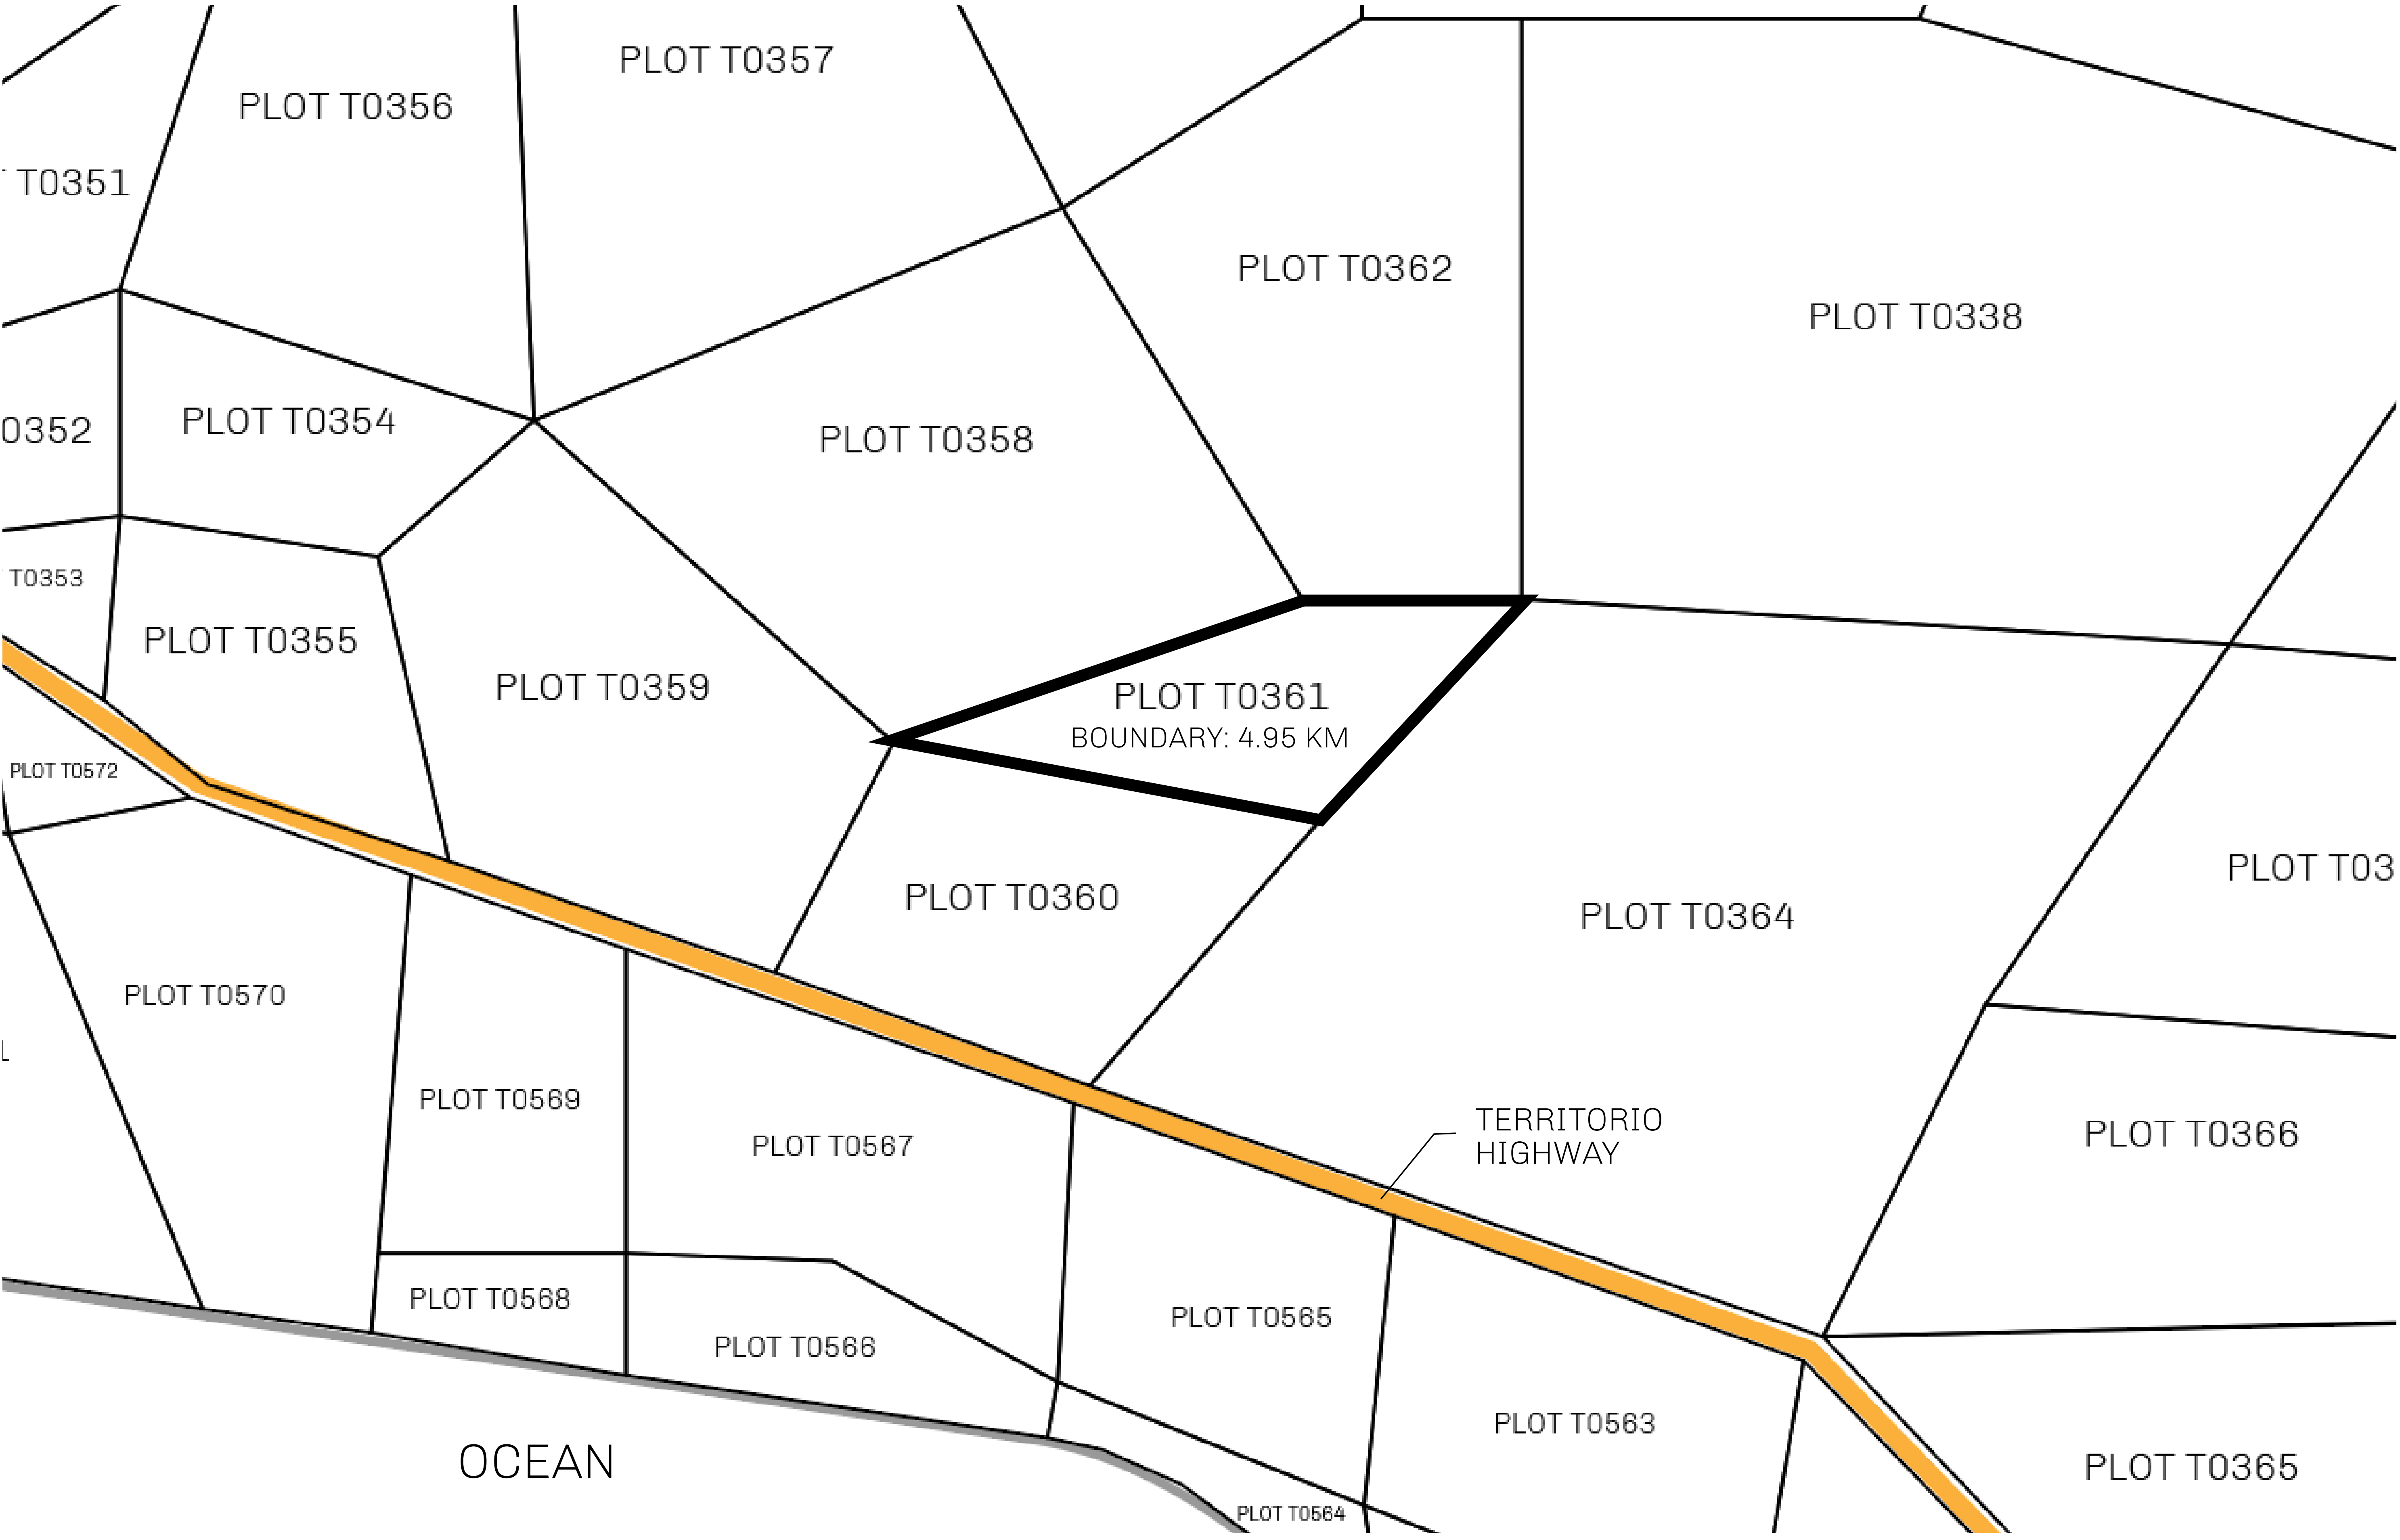 PLOT T0357
PLOT T0356
T0351
PLOT T0362
PLOT T0338
PLOT T0354
0352
PLOT T0358
T0353
PLOT T0355
PLOT T0359
PLOT T0361
BOUNDARY: 4.95 KM
PLOT T0572
PLOT T03
PLOT T0360
PLOT T0364
PLOT T0570
PLOT T0569
PLOT T0567
TERRITORIO
HIGHWAY
PLOT T0366
PLOT T0568
PLOT T0565
PLOT T0566
PLOT T0563
OCEAN
PLOT T0365
PLOT T0564